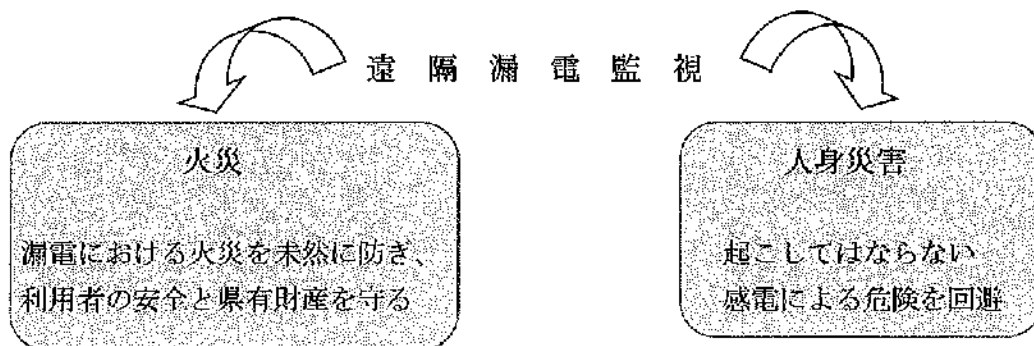 遠隔漏電監視
火災
漏電における火災を未然に防ぎ、
利用者の安全と県有財産を守る
人身災害
起こしてはならない
感電による危険を回避